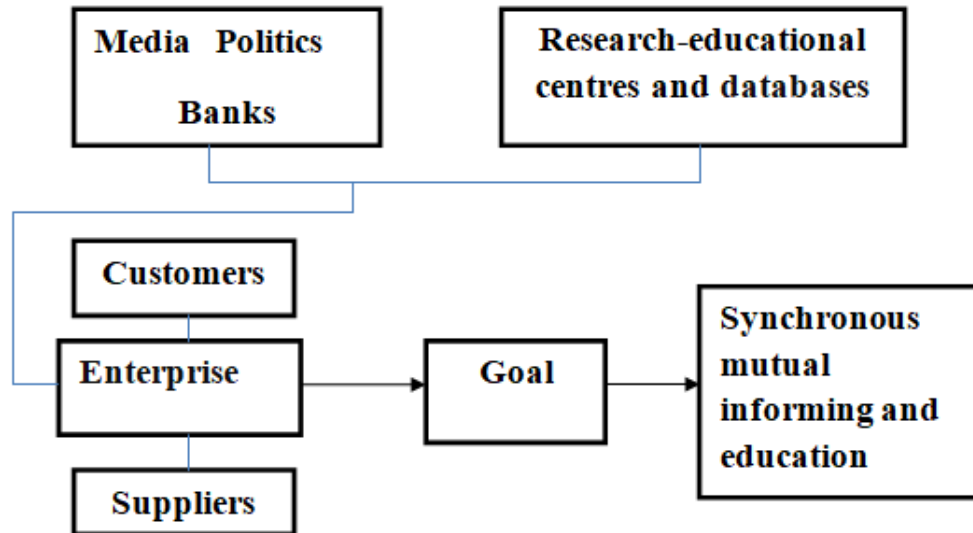 Media Politics
Banks
Research-educational
centres and databases
Customers
Enterprise
Suppliers
Goal
Synchronous
mutual
informing and
education